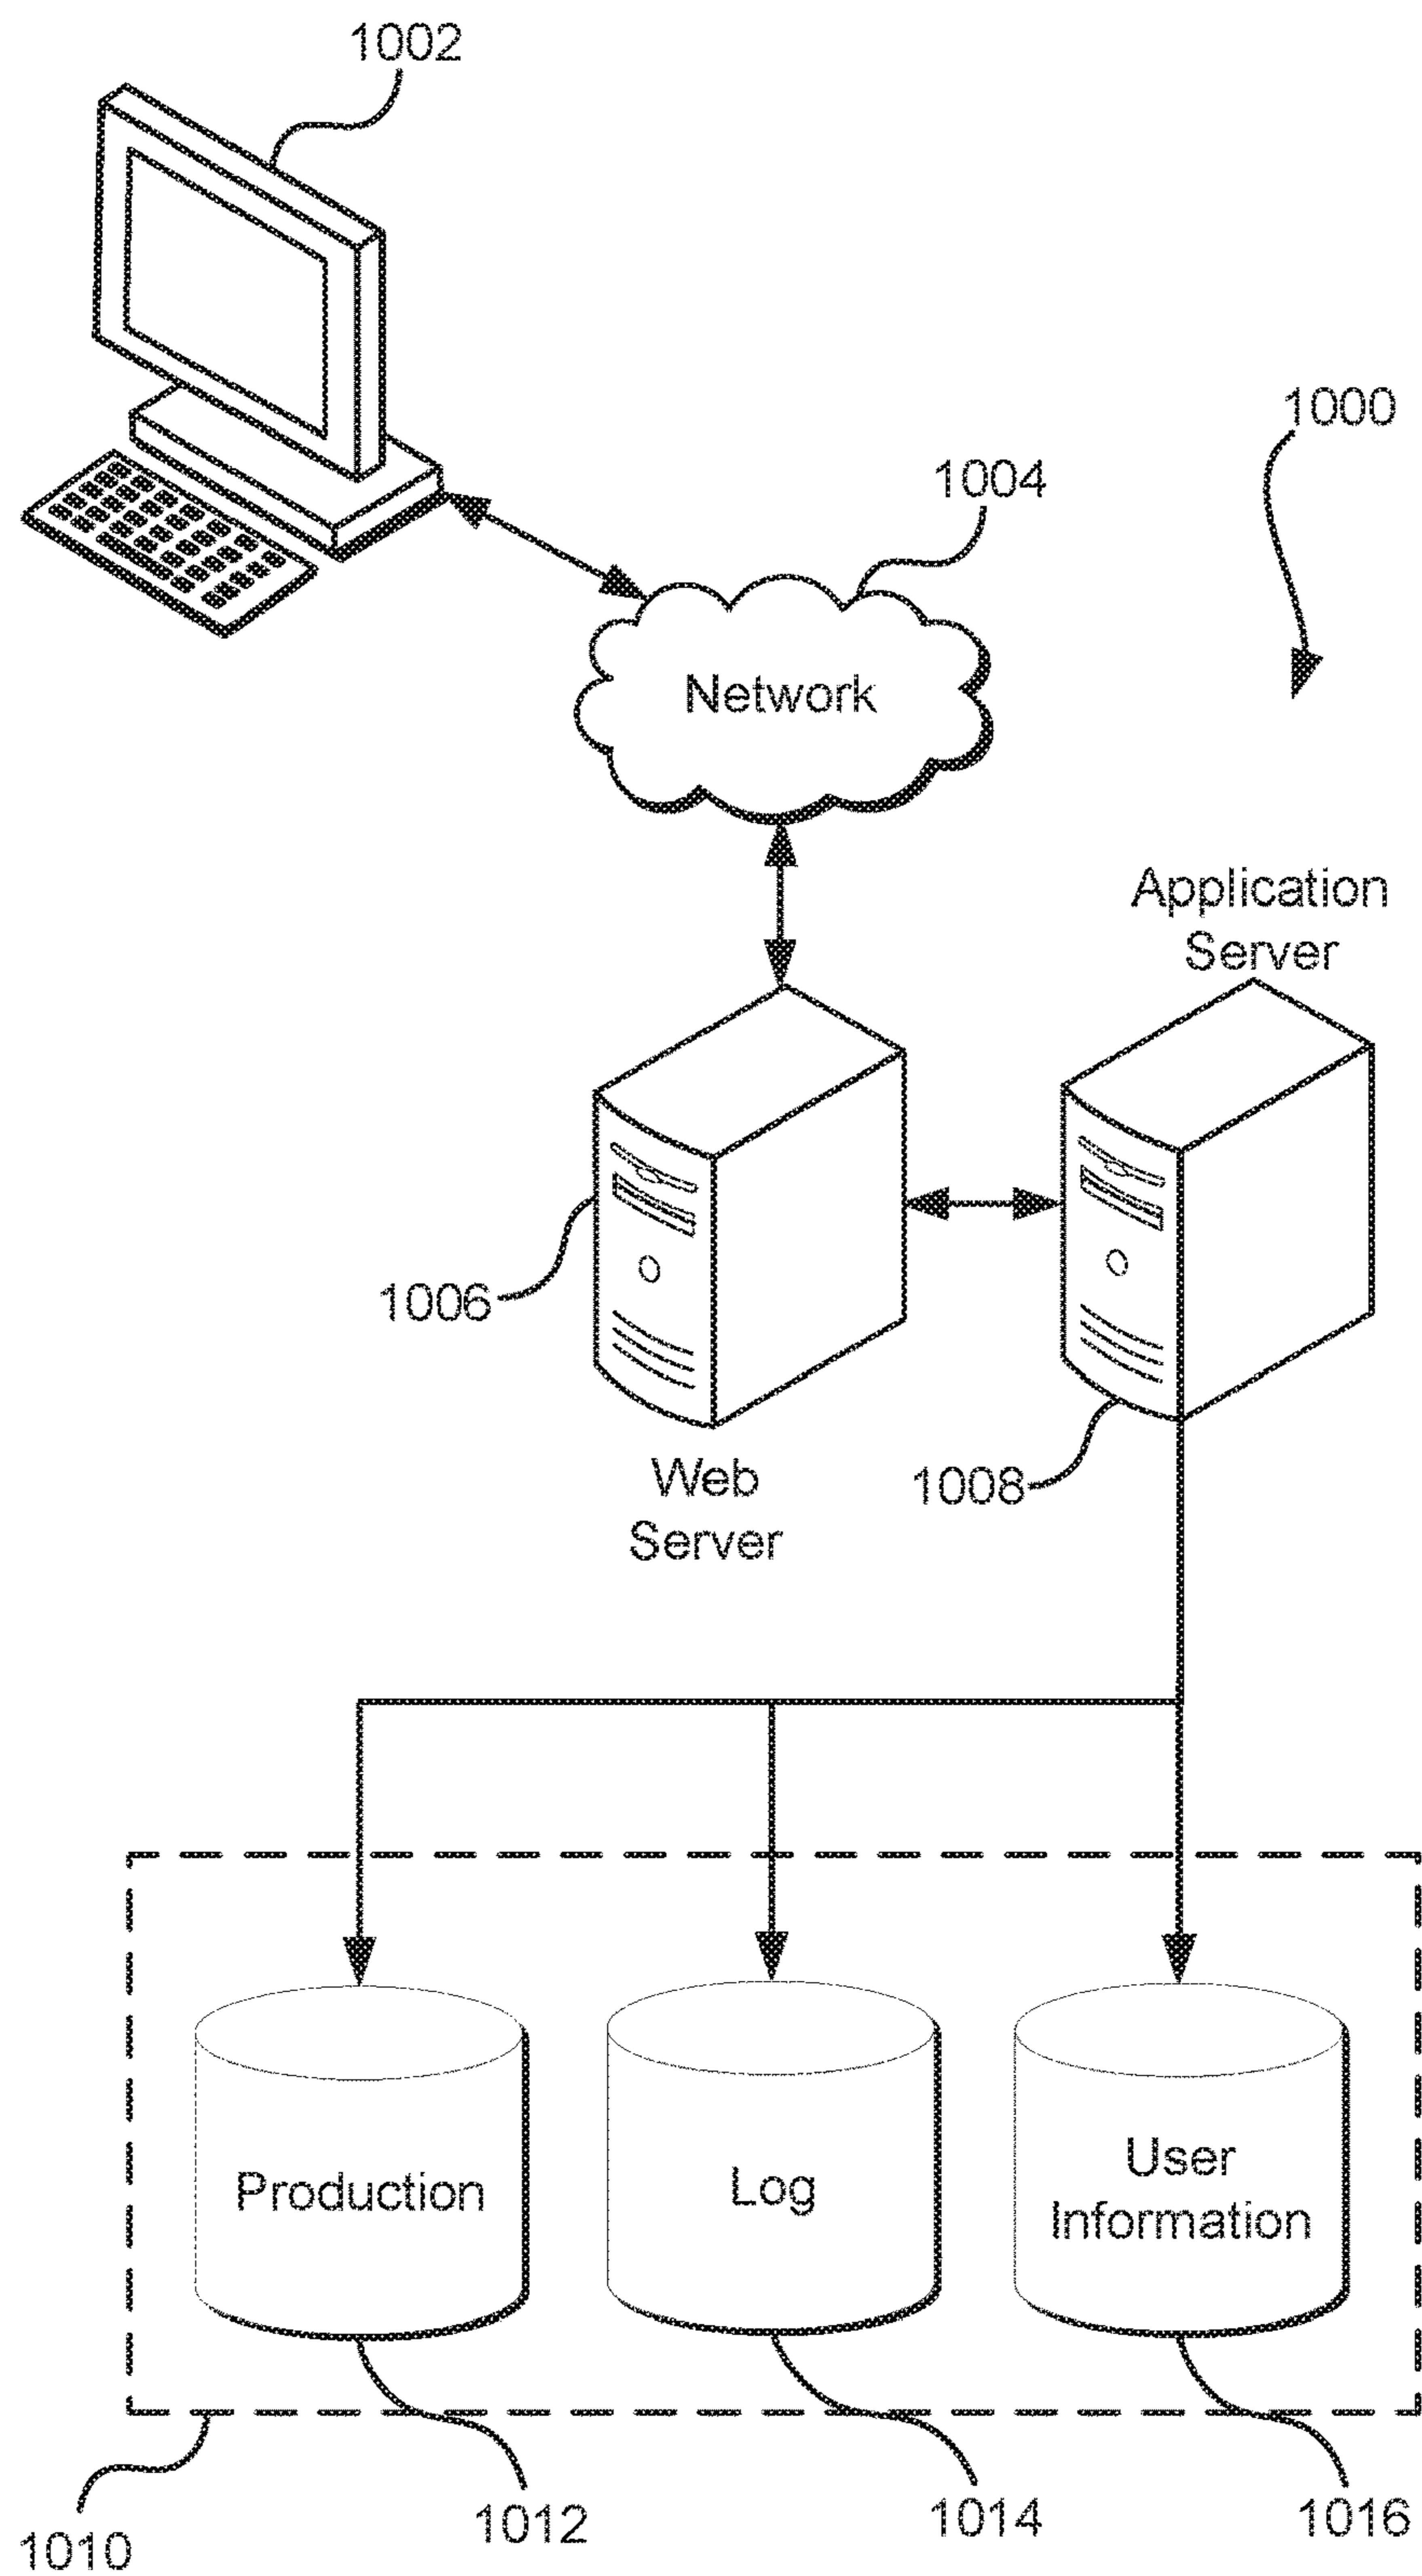 1002
1000
1004
Network
Application
Server
1006
Web
Server
1008
Production
Log
User
Information
1010
1012
1014
1016